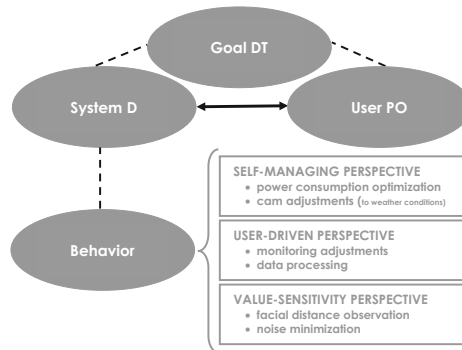 Goal DT
System D
User PO
Behavior
SELF-MANAGING PERSPECTIVE
• power consumption optimization
• cam adjustments (to weather conditions)
USER-DRIVEN PERSPECTIVE
• monitoring adjustments
• data processing
VALUE-SENSITIVITY PERSPECTIVE
• facial distance observation
• noise minimization